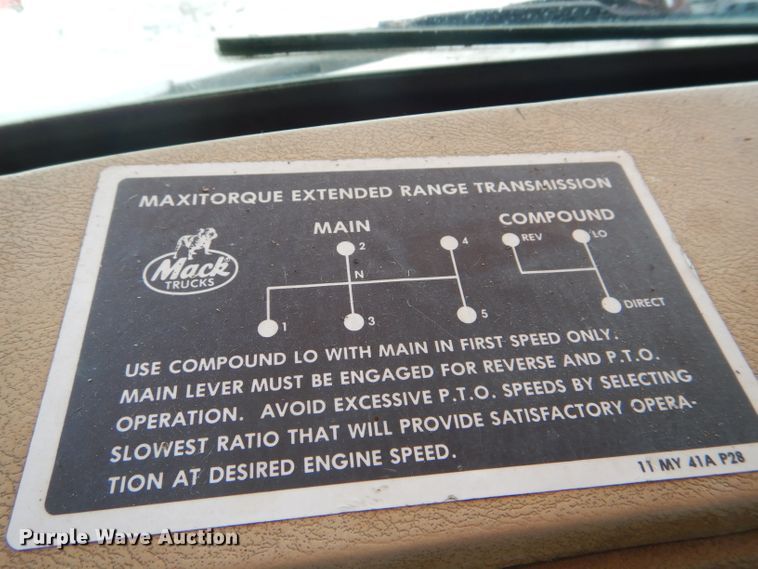 MAXITORQUE EXTENDED RANGE TRANSMISSION
MAIN COMPOUND
2 4 REV LO
Mack
TRUCKS
N
1 3 5 DIRECT
USE COMPOUND LO WITH MAIN IN FIRST SPEED ONLY.
MAIN LEVER MUST BE ENGAGED FOR REVERSE AND P.T.O.
OPERATION. AVOID EXCESSIVE P.T.O. SPEEDS BY SELECTING
SLOWEST RATIO THAT WILL PROVIDE SATISFACTORY OPERA-
TION AT DESIRED ENGINE SPEED.
11 MY 41A P28
Purple Wave Auction